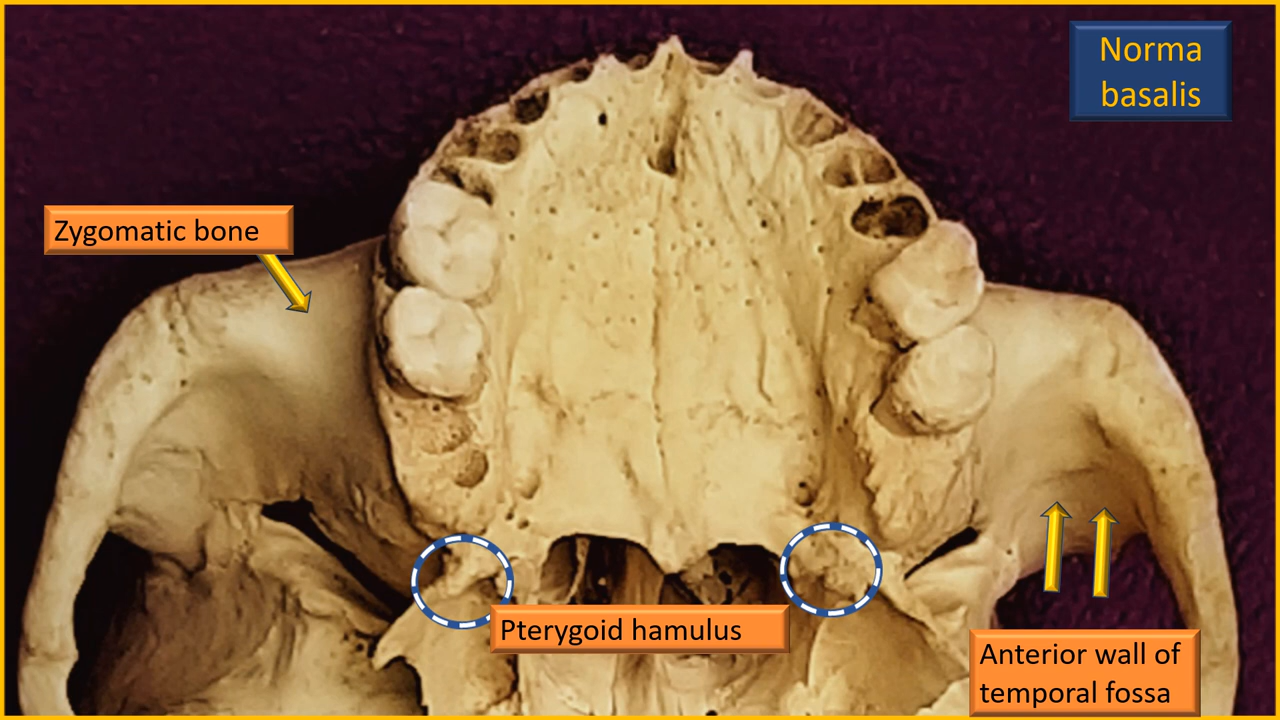 Norma
basalis
Zygomatic bone
Pterygoid hamulus
Anterior wall of
temporal fossa